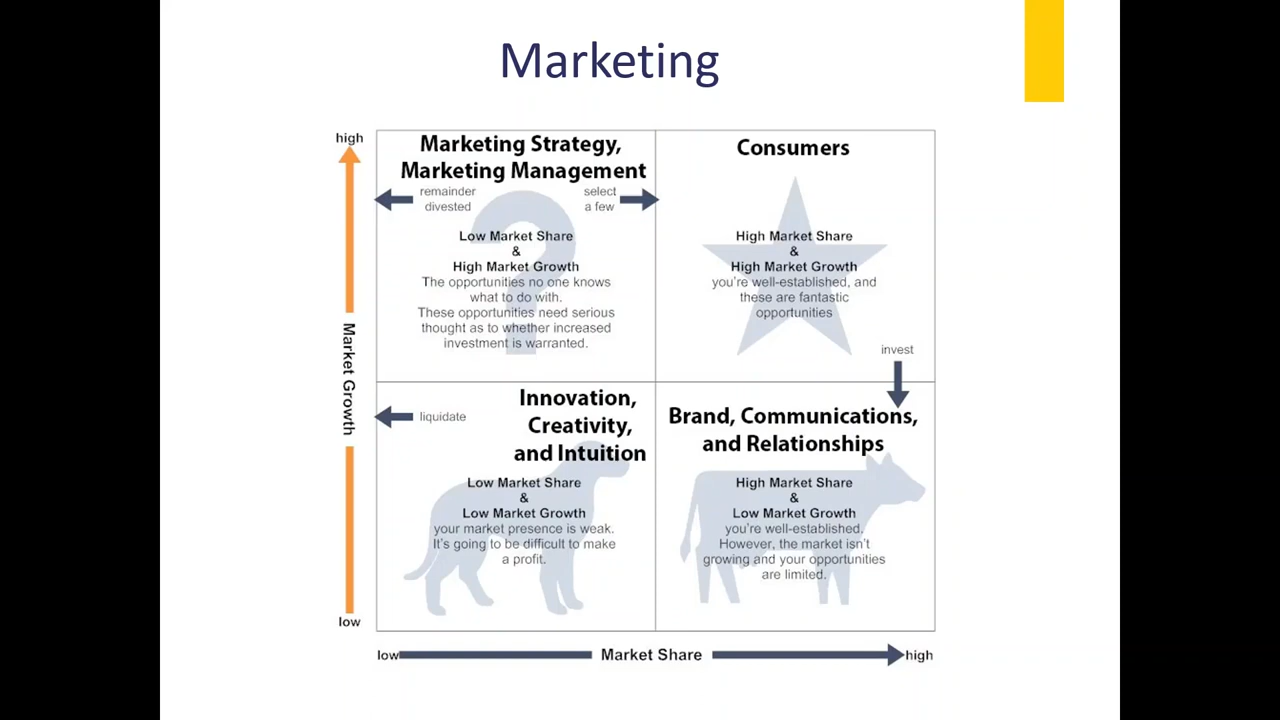 Marketing
high
Marketing Strategy,
Marketing Management
remainder
divested
select
a few
Low Market Share
&
High Market Growth
The opportunities no one knows
what to do with.
These opportunities need serious
thought as to whether increased
investment is warranted.
Consumers
High Market Share
&
High Market Growth
you're well-established, and
these are fantastic
opportunities
invest
Market Growth
liquidate
Innovation,
Creativity,
and Intuition
Low Market Share
&
Low Market Growth
your market presence is weak.
It's going to be difficult to make
a profit.
Brand, Communications,
and Relationships
High Market Share
&
Low Market Growth
you're well-established.
However, the market isn't
growing and your opportunities
are limited.
low
low
Market Share
high